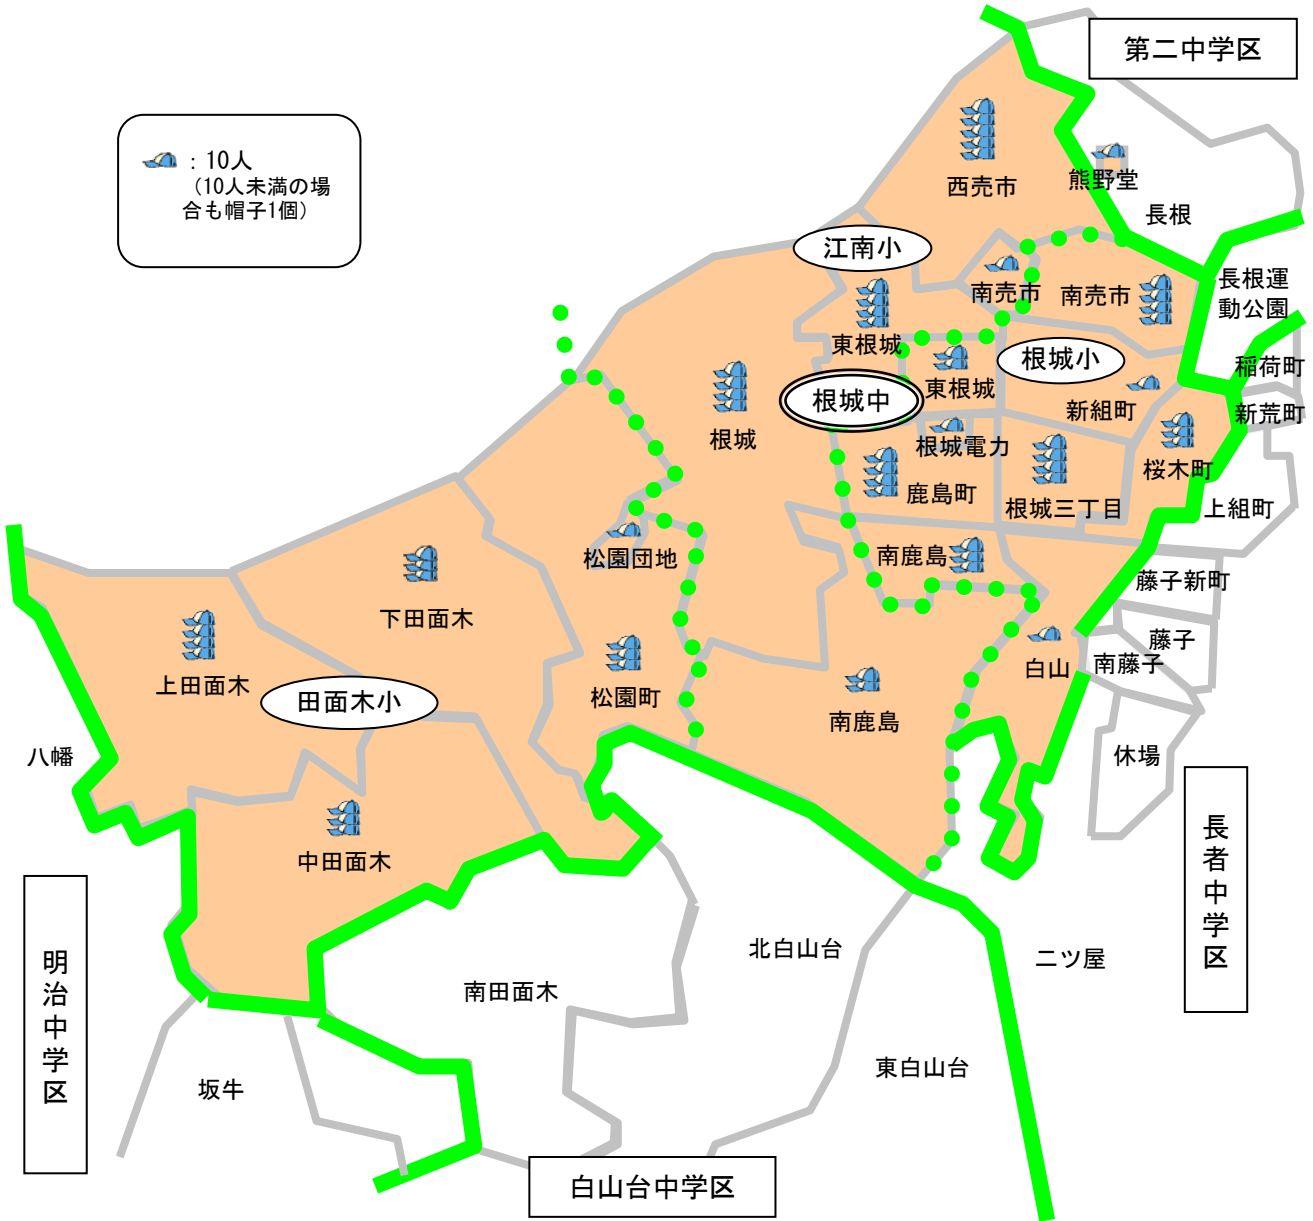 第二中学区
：10人
（10人未満の場
合も帽子1個）
西売市
熊野堂
長根
江南小
南売市
南売市
長根運
動公園
東根城
根城小
稲荷町
東根城
新組町
新荒町
根城中
根城
根城電力
桜木町
鹿島町
根城三丁目
上組町
松園団地
南鹿島
藤子新町
下田面木
藤子
南藤子
白山
上田面木
田面木小
松園町
南鹿島
八幡
休場
中田面木
長者中学区
明治中学区
北白山台
二ツ屋
南田面木
東白山台
坂牛
白山台中学区